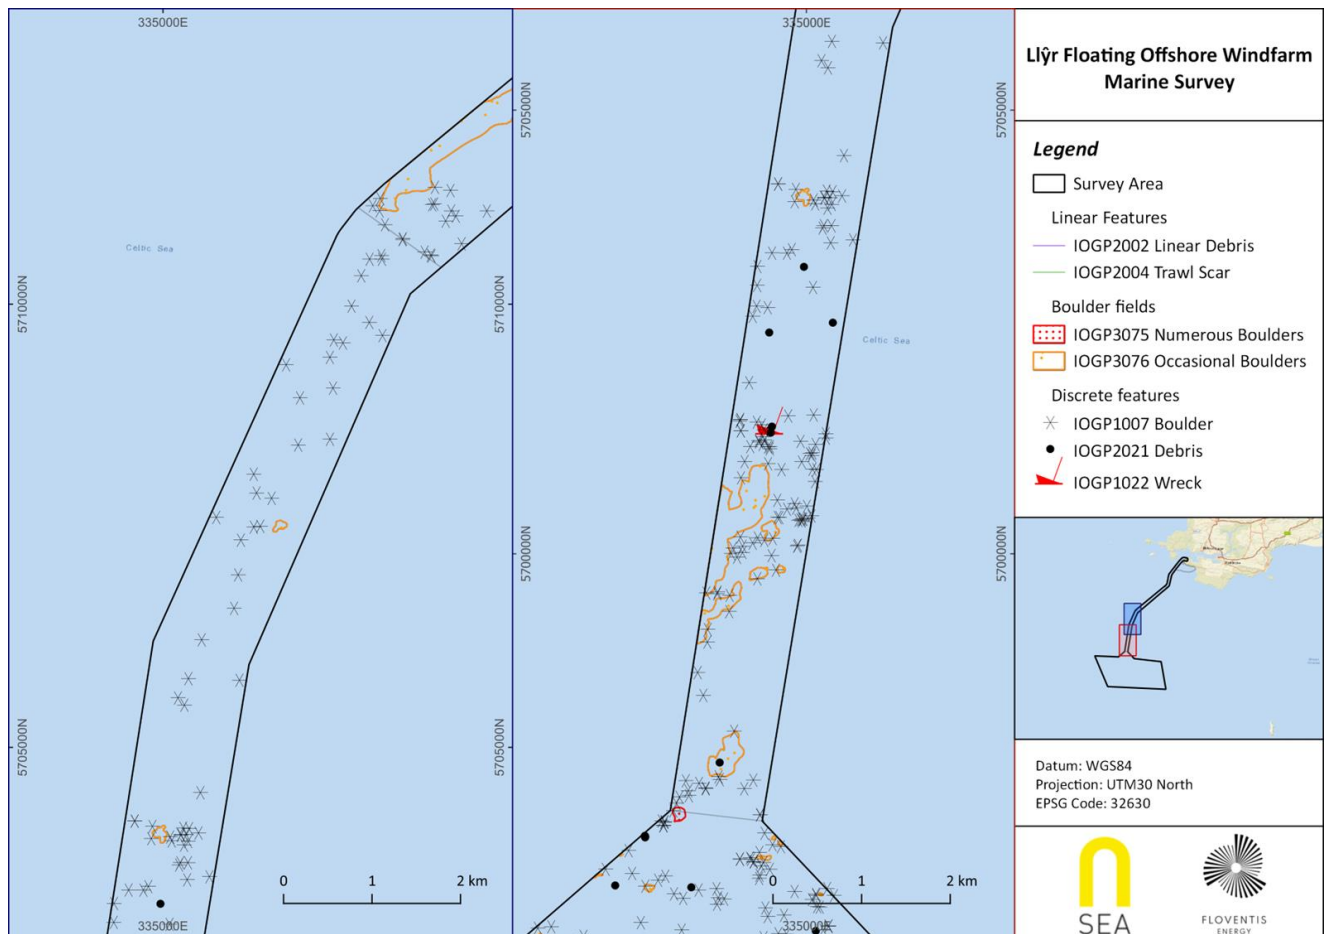 335000E
5710000N
5705000N
Celtic Sea
0 1 2 km
335000E
335000E
5705000N
5700000N
5705000N
5700000N
Celtic Sea
0 1 2 km
335000E
Llŷr Floating Offshore Windfarm
Marine Survey
Legend
Survey Area
Linear Features
IOGP2002 Linear Debris
IOGP2004 Trawl Scar
Boulder fields
IOGP3075 Numerous Boulders
IOGP3076 Occasional Boulders
Discrete features
IOGP1007 Boulder
IOGP2021 Debris
IOGP1022 Wreck
Datum: WGS84
Projection: UTM30 North
EPSG Code: 32630
SEA
FLOVENTIS
ENERGY